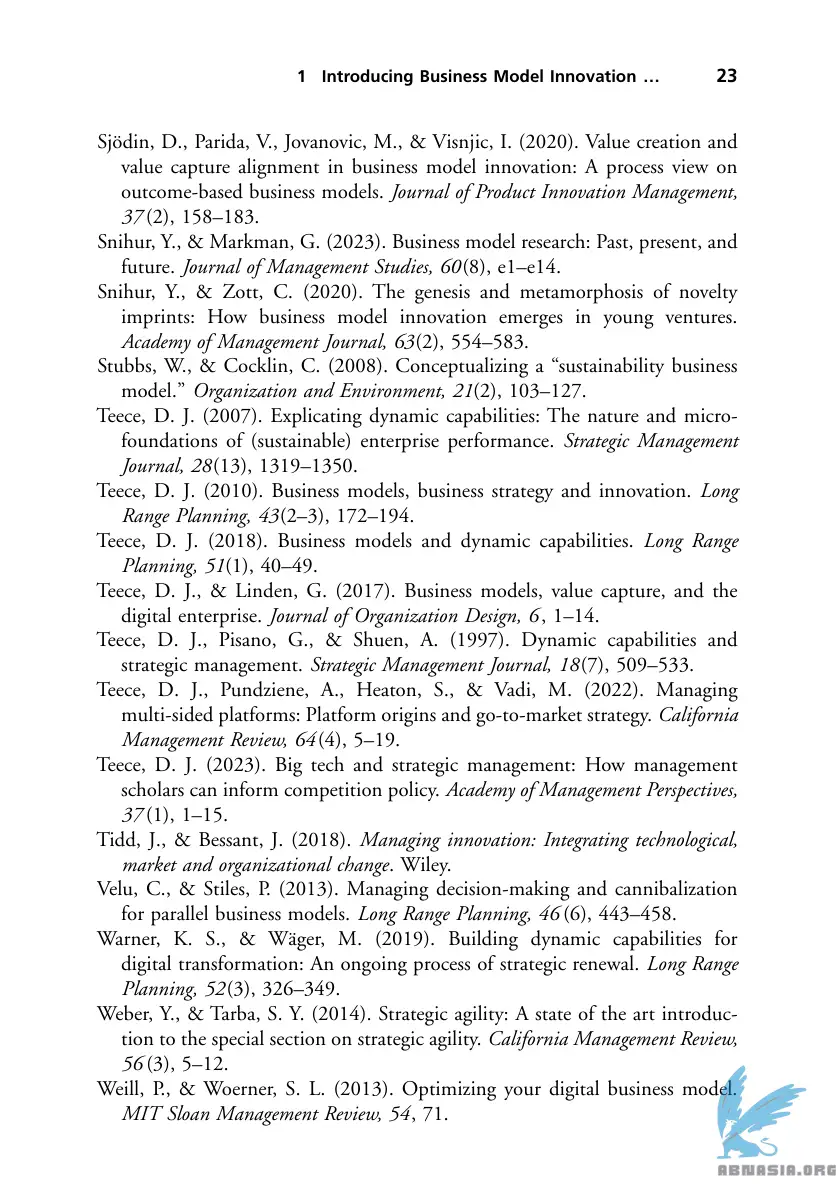 1 Introducing Business Model Innovation … 23
Sjödin, D., Parida, V., Jovanovic, M., & Visnjic, I. (2020). Value creation and
value capture alignment in business model innovation: A process view on
outcome-based business models. Journal of Product Innovation Management,
37(2), 158–183.
Snihur, Y., & Markman, G. (2023). Business model research: Past, present, and
future. Journal of Management Studies, 60(8), e1–e14.
Snihur, Y., & Zott, C. (2020). The genesis and metamorphosis of novelty
imprints: How business model innovation emerges in young ventures.
Academy of Management Journal, 63(2), 554–583.
Stubbs, W., & Cocklin, C. (2008). Conceptualizing a “sustainability business
model.” Organization and Environment, 21(2), 103–127.
Teece, D. J. (2007). Explicating dynamic capabilities: The nature and micro-
foundations of (sustainable) enterprise performance. Strategic Management
Journal, 28(13), 1319–1350.
Teece, D. J. (2010). Business models, business strategy and innovation. Long
Range Planning, 43(2–3), 172–194.
Teece, D. J. (2018). Business models and dynamic capabilities. Long Range
Planning, 51(1), 40–49.
Teece, D. J., & Linden, G. (2017). Business models, value capture, and the
digital enterprise. Journal of Organization Design, 6, 1–14.
Teece, D. J., Pisano, G., & Shuen, A. (1997). Dynamic capabilities and
strategic management. Strategic Management Journal, 18(7), 509–533.
Teece, D. J., Pundziene, A., Heaton, S., & Vadi, M. (2022). Managing
multi-sided platforms: Platform origins and go-to-market strategy. California
Management Review, 64(4), 5–19.
Teece, D. J. (2023). Big tech and strategic management: How management
scholars can inform competition policy. Academy of Management Perspectives,
37(1), 1–15.
Tidd, J., & Bessant, J. (2018). Managing innovation: Integrating technological,
market and organizational change. Wiley.
Velu, C., & Stiles, P. (2013). Managing decision-making and cannibalization
for parallel business models. Long Range Planning, 46(6), 443–458.
Warner, K. S., & Wäger, M. (2019). Building dynamic capabilities for
digital transformation: An ongoing process of strategic renewal. Long Range
Planning, 52(3), 326–349.
Weber, Y., & Tarba, S. Y. (2014). Strategic agility: A state of the art introduc-
tion to the special section on strategic agility. California Management Review,
56(3), 5–12.
Weill, P., & Woerner, S. L. (2013). Optimizing your digital business model.
MIT Sloan Management Review, 54, 71.
ABNASIA.ORG